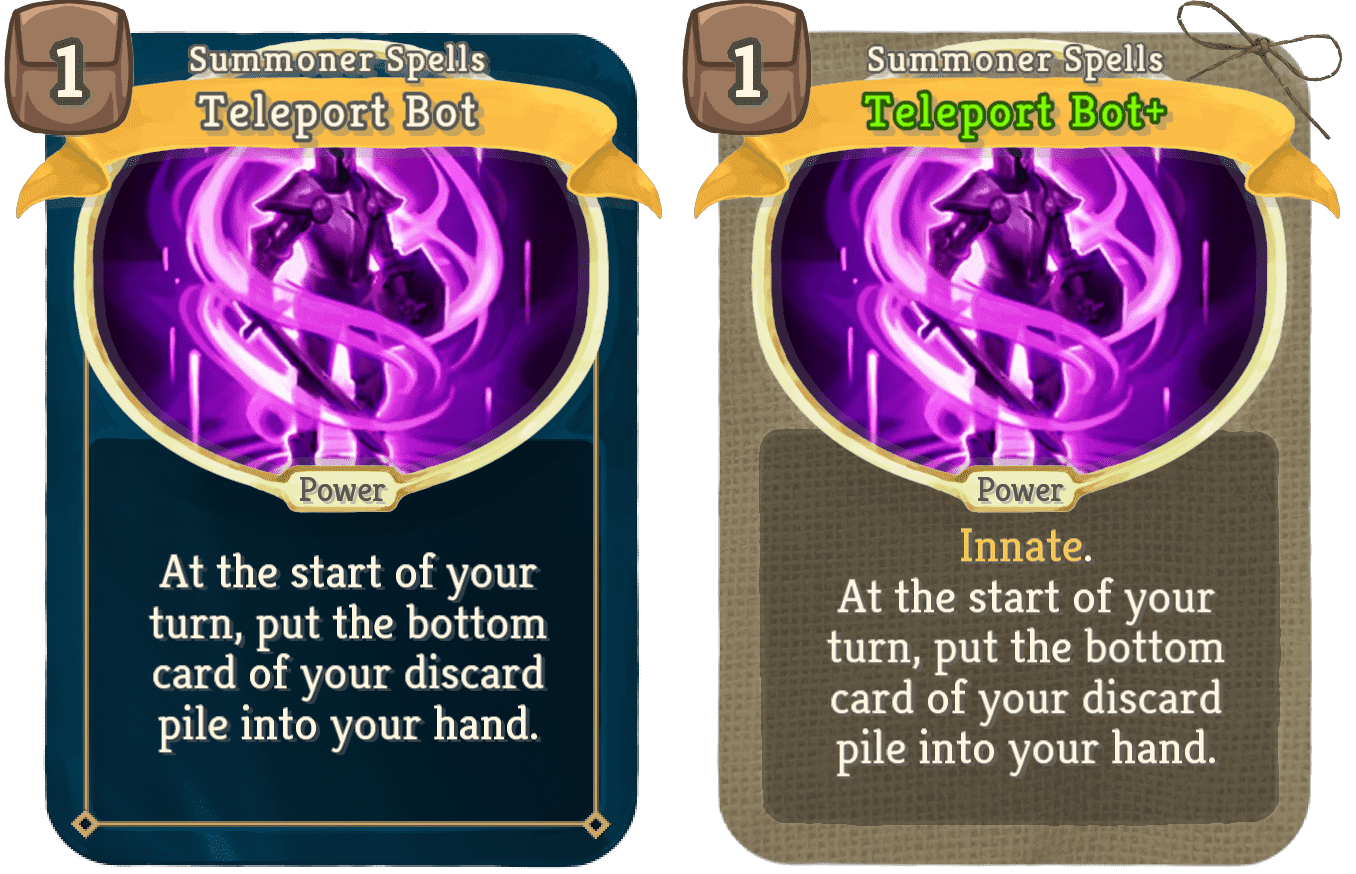 1
Summoner Spells
Teleport Bot
Power
At the start of your
turn, put the bottom
card of your discard
pile into your hand.
1
Summoner Spells
Teleport Bot+
Power
Innate.
At the start of your
turn, put the bottom
card of your discard
pile into your hand.